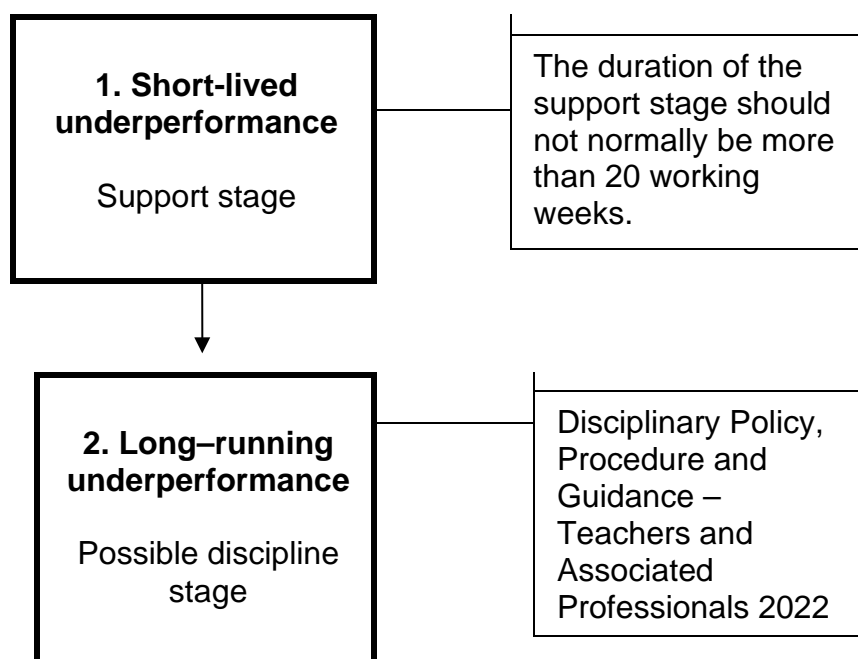 1. Short-lived
underperformance
Support stage
The duration of the
support stage should
not normally be more
than 20 working
weeks.
2. Long–running
underperformance
Possible discipline
stage
Disciplinary Policy,
Procedure and
Guidance –
Teachers and
Associated
Professionals 2022